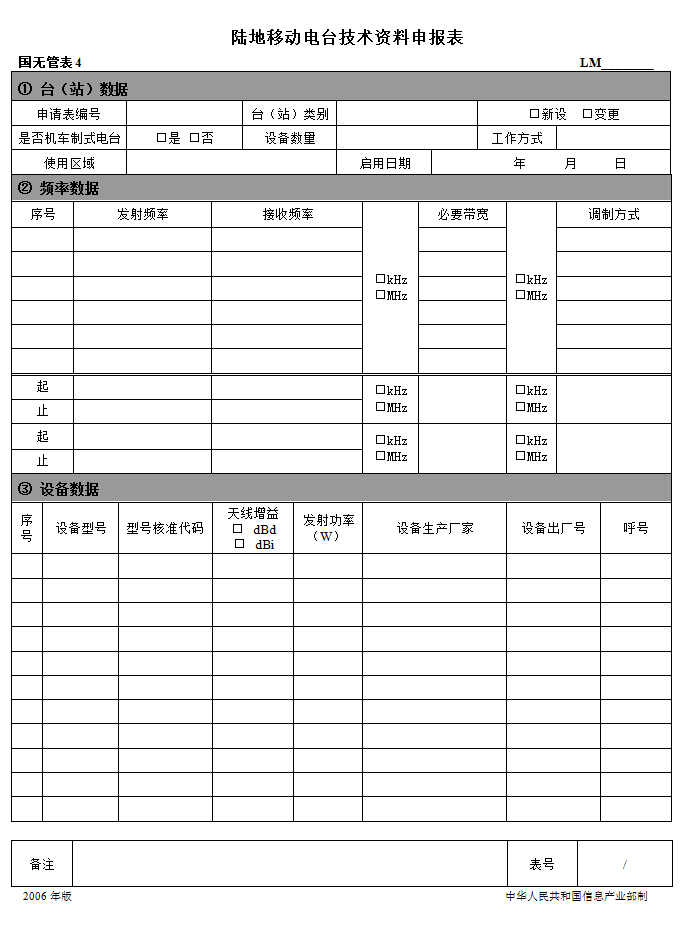 陆地移动电台技术资料申报表
国无管表4 LM________
① 台（站）数据
申请表编号 台（站）类别 □新设 □变更
是否机车制式电台 □是 □否 设备数量 工作方式
使用区域 启用日期 年 月 日
② 频率数据
序号 发射频率 接收频率 必要带宽 调制方式
□kHz □kHz
□MHz □MHz
起 □kHz □kHz
止 □MHz □MHz
起 □kHz □kHz
止 □MHz □MHz
③ 设备数据
序号 设备型号 型号核准代码 天线增益 □ dBd □ dBi 发射功率（W） 设备生产厂家 设备出厂号 呼号
备注 表号 /
2006年版 中华人民共和国信息产业部制